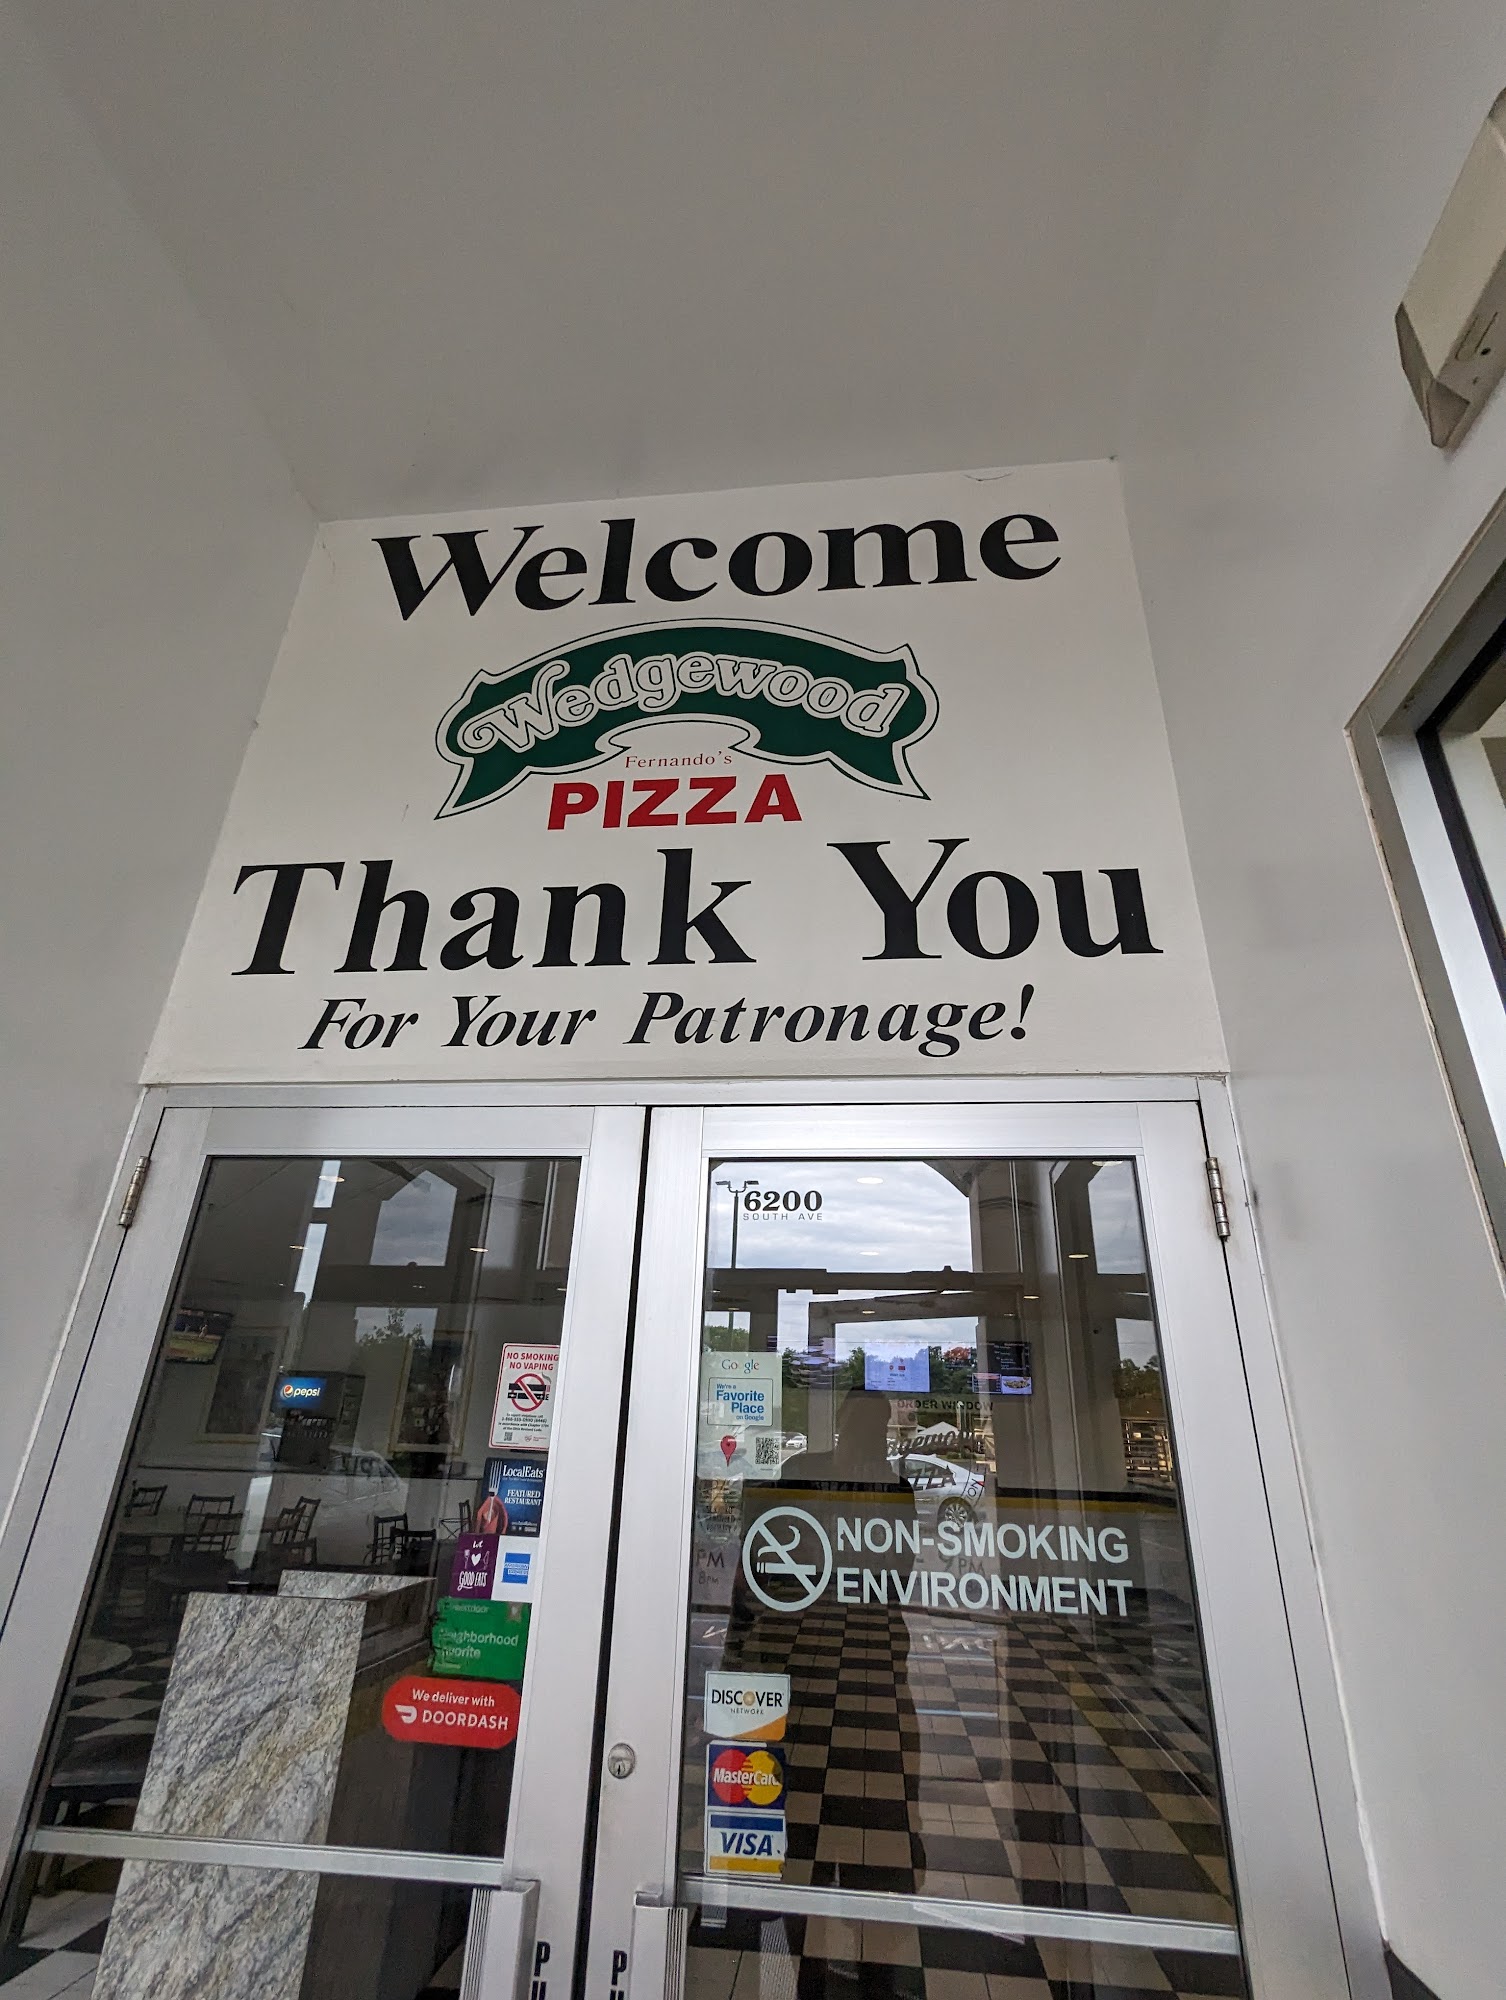 Welcome
Wedgewood
Fernando's
PIZZA
Thank You
For Your Patronage!
6200
SOUTH AVE
pepsi
NO SMOKING
NO VAPING
LocalEats
FEATURED
RESTAURANT
GOOD EATS
Neighborhood
Favorite
We deliver with
DOORDASH
Google
We're a
Favorite
Place
on Google
ORDER WINDOW
NON-SMOKING
ENVIRONMENT
DISCOVER
NETWORK
MasterCard
VISA